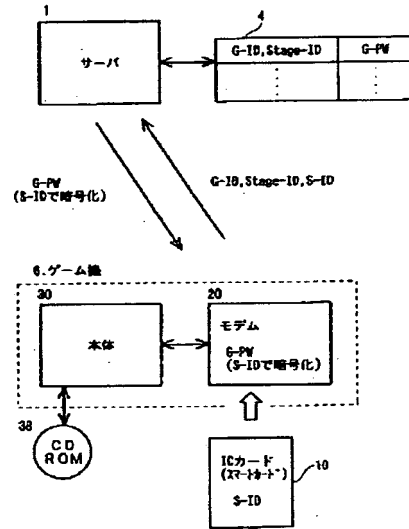 1
4
サーバ
G-ID,Stage-ID
G-PW
G-PW
(S-IDで暗号化)
G-ID,Stage-ID,S-ID
6.ゲーム機
30
20
本体
モデム
G-PW
(S-IDで暗号化)
38
CD
ROM
ICカード
(スマートカード)
S-ID
10